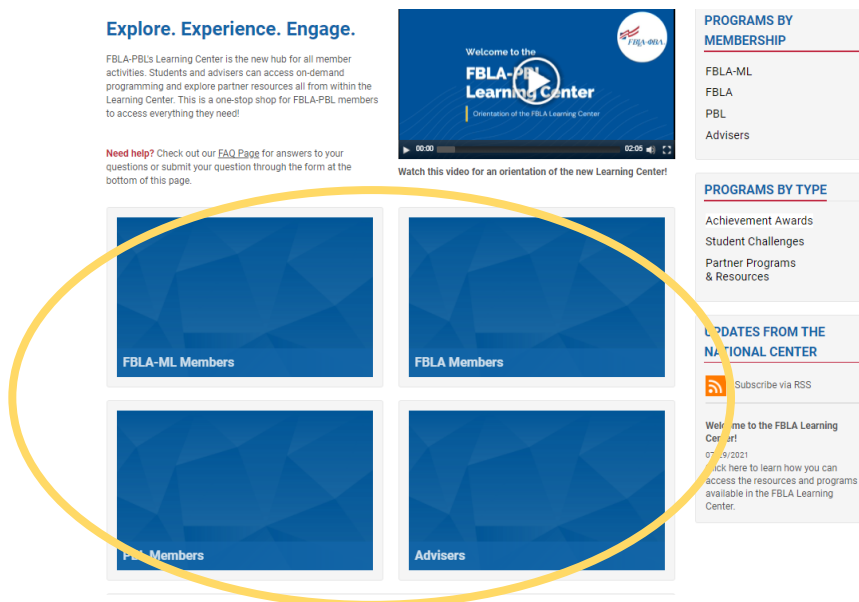 Explore. Experience. Engage.
FBLA-PBL's Learning Center is the new hub for all member
activities. Students and advisers can access on-demand
programming and explore partner resources all from within the
Learning Center. This is a one-stop shop for FBLA-PBL members
to access everything they need!
Need help? Check out our FAQ Page for answers to your
questions or submit your question through the form at the
bottom of this page.
FBLA-PBL
Welcome to the
FBLA-PBL
Learning Center
Orientation of the FBLA Learning Center
00:00
02:05
Watch this video for an orientation of the new Learning Center!
FBLA-ML Members
FBLA Members
PBL Members
Advisers
PROGRAMS BY
MEMBERSHIP
FBLA-ML
FBLA
PBL
Advisers
PROGRAMS BY TYPE
Achievement Awards
Student Challenges
Partner Programs
& Resources
UPDATES FROM THE
NATIONAL CENTER
Subscribe via RSS
Welcome to the FBLA Learning
Center!
07/29/2021
Click here to learn how you can
access the resources and programs
available in the FBLA Learning
Center.